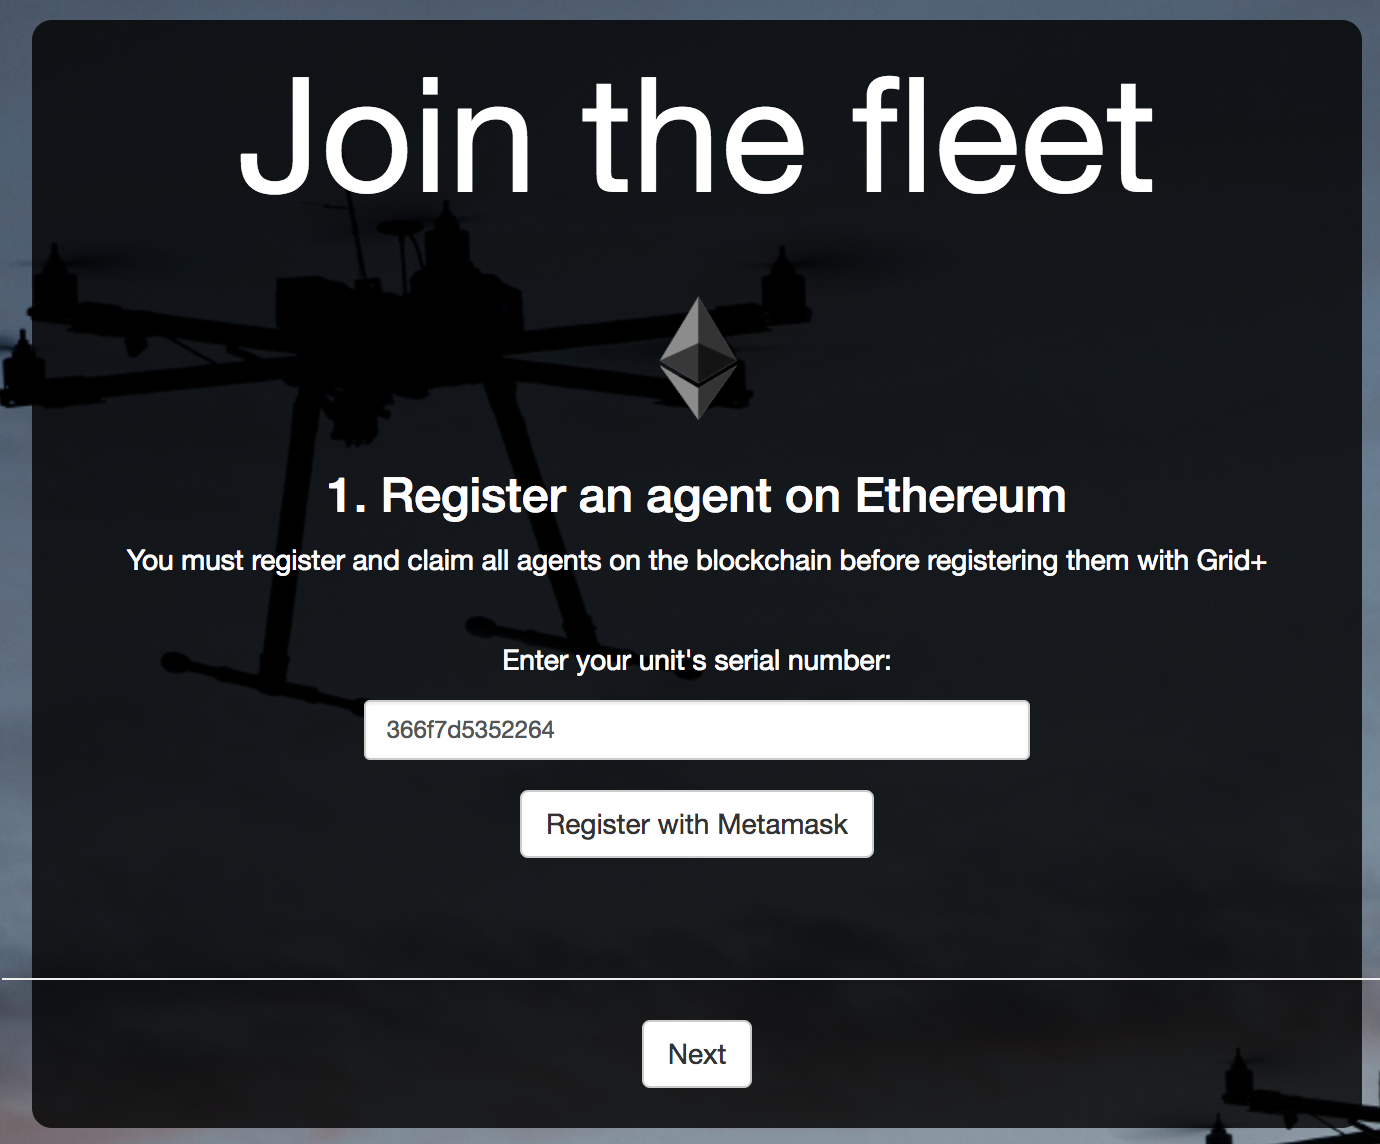 Join the fleet
1. Register an agent on Ethereum
You must register and claim all agents on the blockchain before registering them with Grid+
Enter your unit's serial number:
366f7d5352264
Register with Metamask
Next